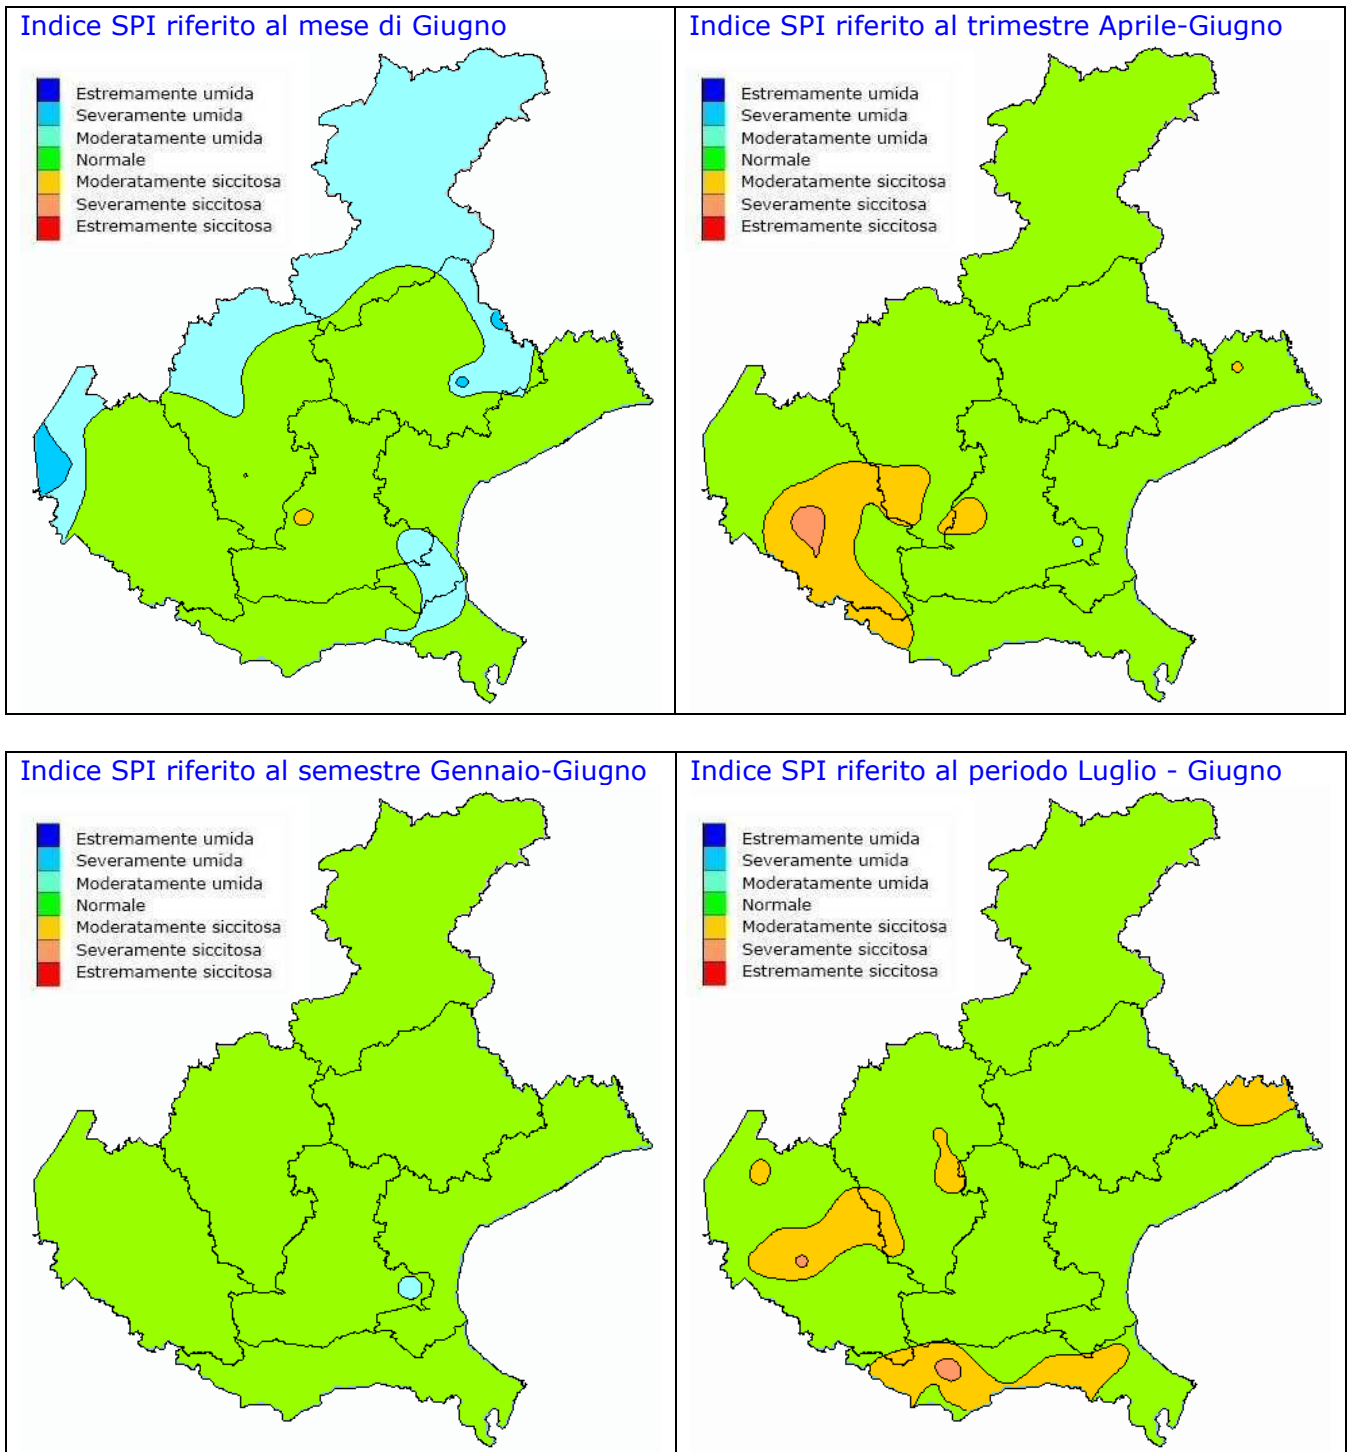 Indice SPI riferito al mese di Giugno
Estremamente umida
Severamente umida
Moderatamente umida
Normale
Moderatamente siccitosa
Severamente siccitosa
Estremamente siccitosa
Indice SPI riferito al trimestre Aprile-Giugno
Estremamente umida
Severamente umida
Moderatamente umida
Normale
Moderatamente siccitosa
Severamente siccitosa
Estremamente siccitosa
Indice SPI riferito al semestre Gennaio-Giugno
Estremamente umida
Severamente umida
Moderatamente umida
Normale
Moderatamente siccitosa
Severamente siccitosa
Estremamente siccitosa
Indice SPI riferito al periodo Luglio - Giugno
Estremamente umida
Severamente umida
Moderatamente umida
Normale
Moderatamente siccitosa
Severamente siccitosa
Estremamente siccitosa